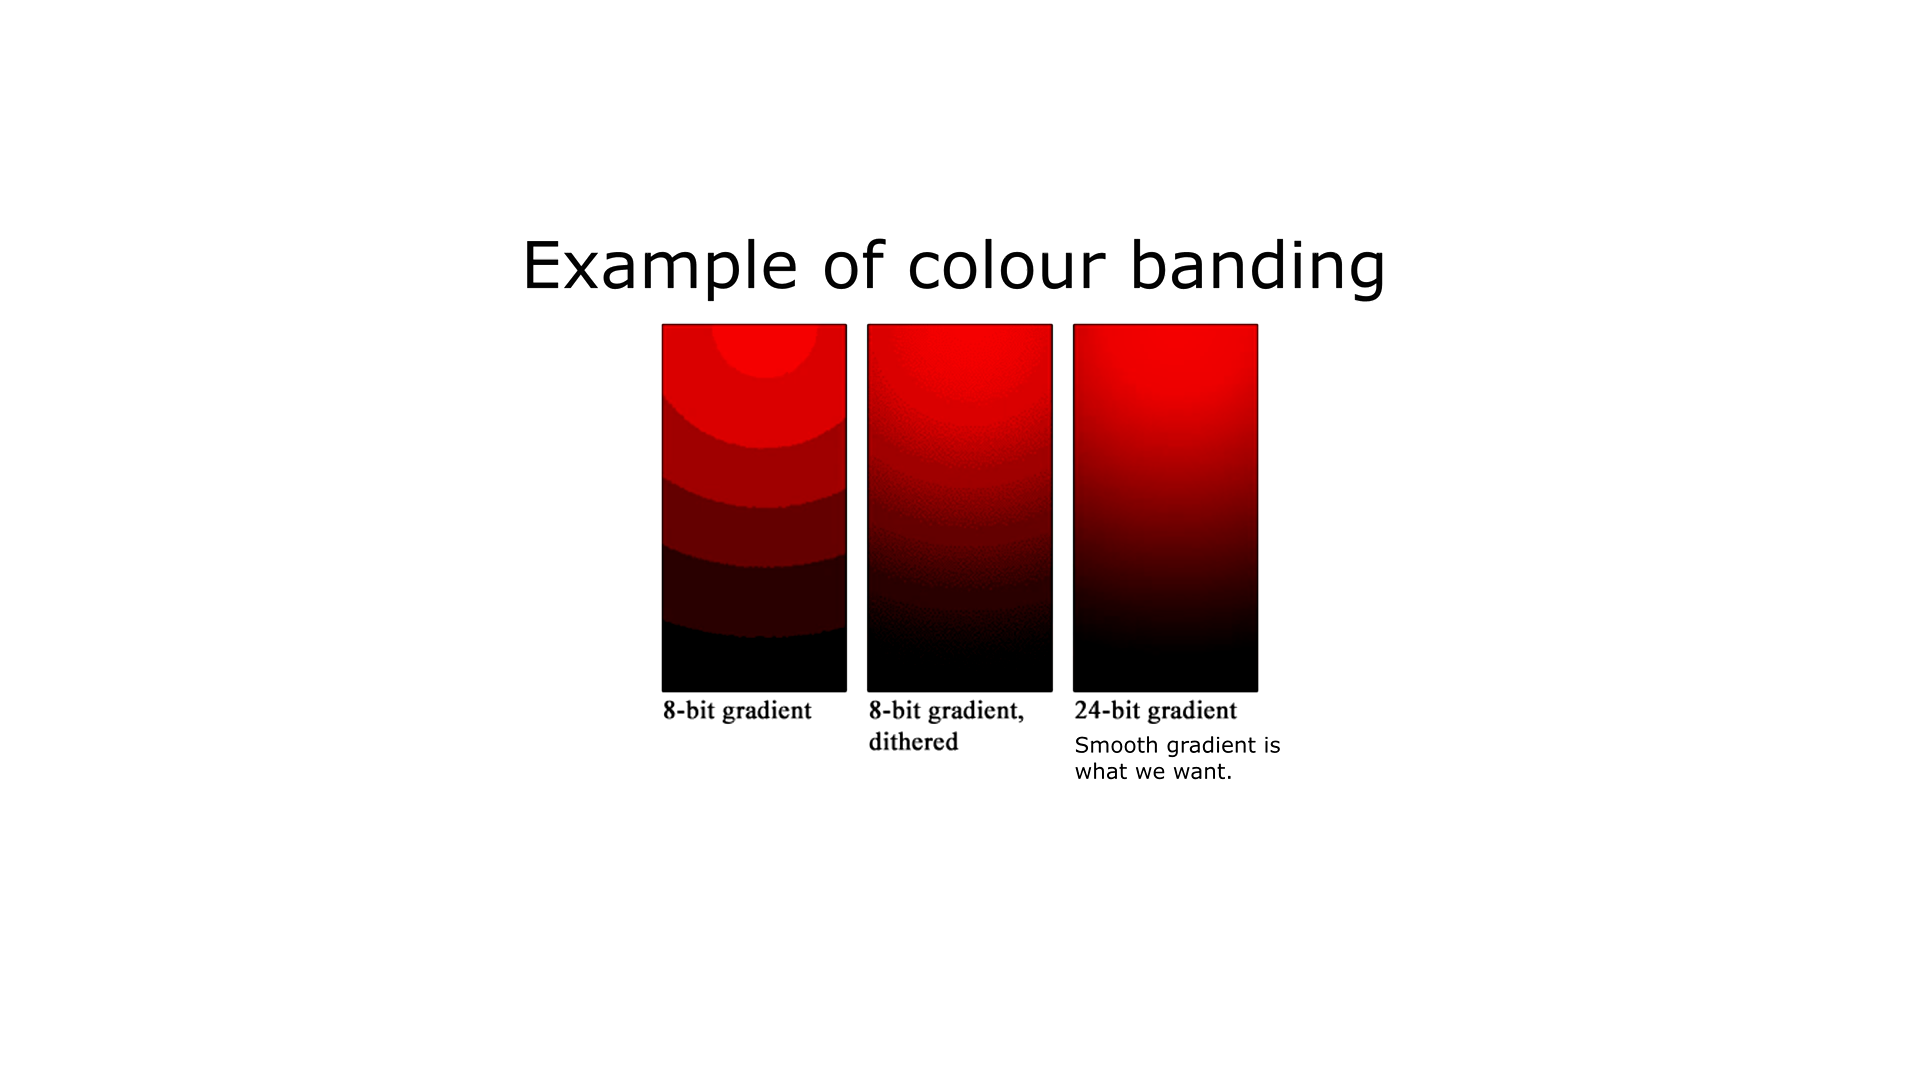 Example of colour banding
8-bit gradient
8-bit gradient,
dithered
24-bit gradient
Smooth gradient is
what we want.